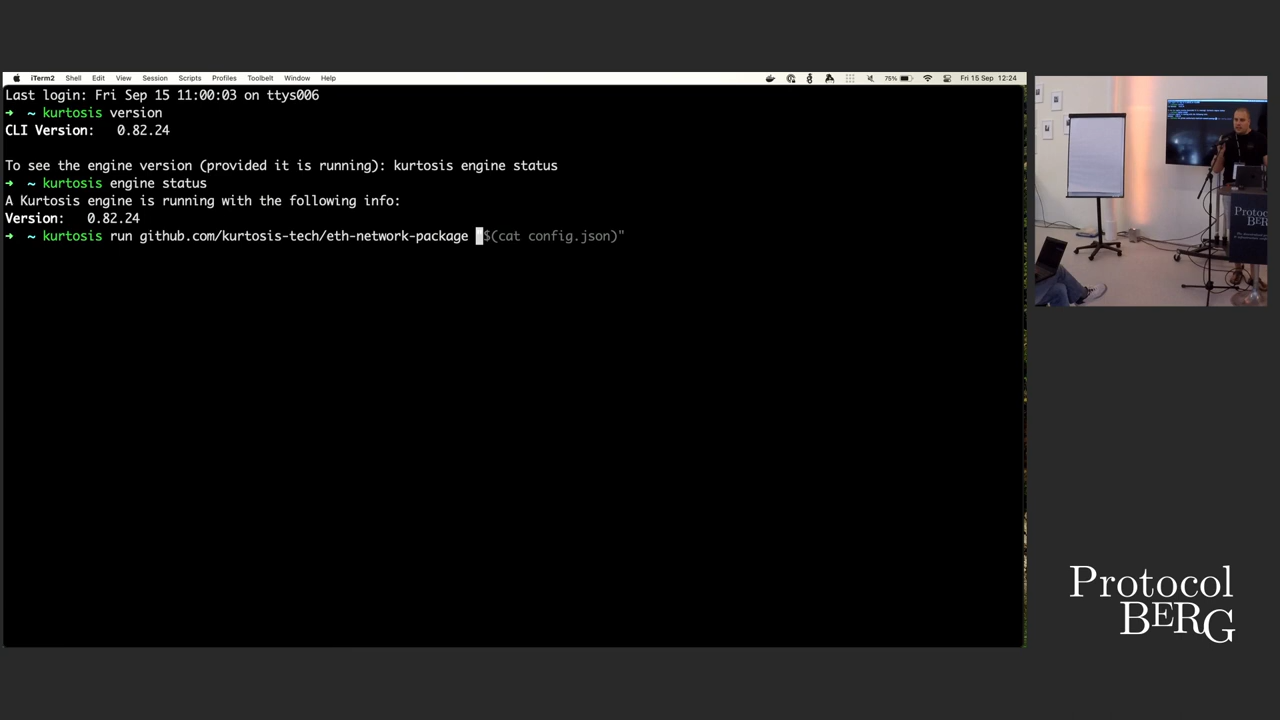 iTerm2 Shell Edit View Session Scripts Profiles Toolbelt Window Help 75% Fri 15 Sep 12:24
Last login: Fri Sep 15 11:00:03 on ttys006
➜ ~ kurtosis version
CLI Version: 0.82.24
To see the engine version (provided it is running): kurtosis engine status
➜ ~ kurtosis engine status
A Kurtosis engine is running with the following info:
Version: 0.82.24
➜ ~ kurtosis run github.com/kurtosis-tech/eth-network-package $(cat config.json)"
Protocol
BERG